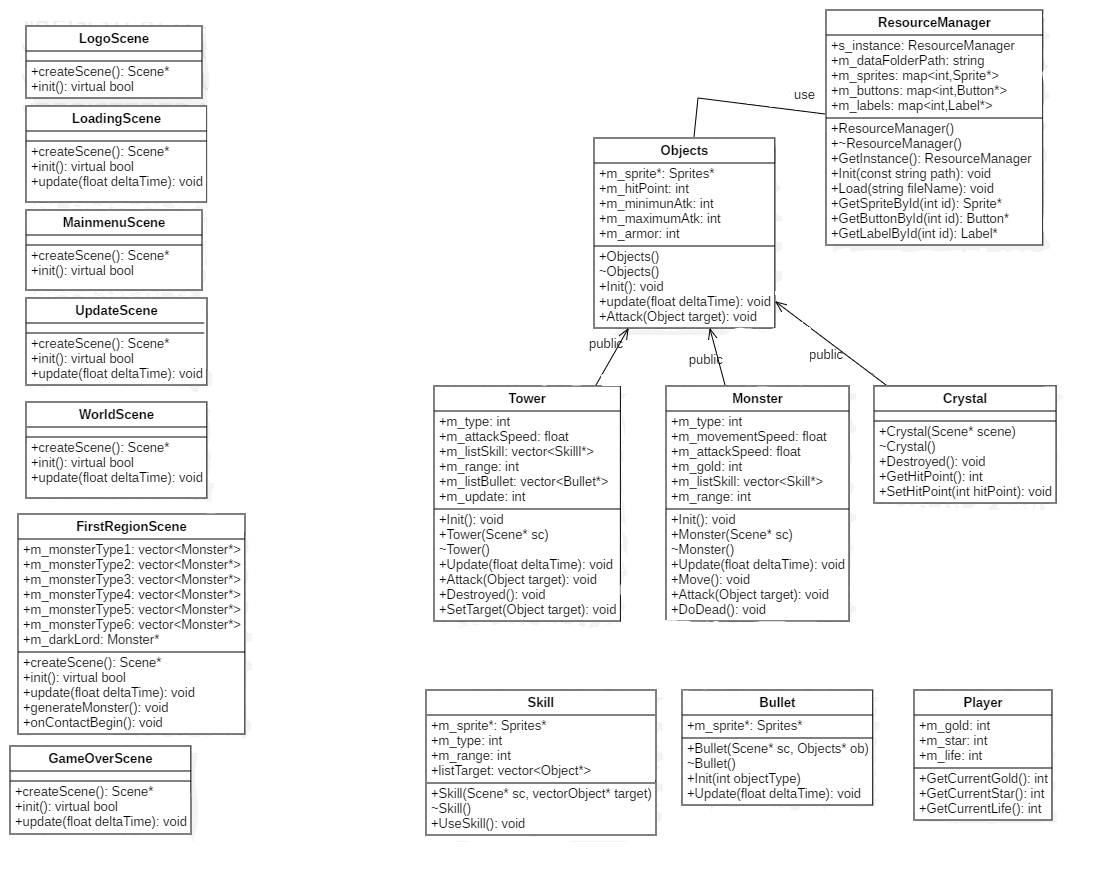 LogoScene
+createScene(): Scene*
+init(): virtual bool
LoadingScene
+createScene(): Scene*
+init(): virtual bool
+update(float deltaTime): void
MainmenuScene
+createScene(): Scene*
+init(): virtual bool
UpdateScene
+createScene(): Scene*
+init(): virtual bool
+update(float deltaTime): void
WorldScene
+createScene(): Scene*
+init(): virtual bool
+update(float deltaTime): void
FirstRegionScene
+m_monsterType1: vector<Monster*>
+m_monsterType2: vector<Monster*>
+m_monsterType3: vector<Monster*>
+m_monsterType4: vector<Monster*>
+m_monsterType5: vector<Monster*>
+m_monsterType6: vector<Monster*>
+m_darkLord: Monster*
+createScene(): Scene*
+init(): virtual bool
+update(float deltaTime): void
+generateMonster(): void
+onContactBegin(): void
GameOverScene
+createScene(): Scene*
+init(): virtual bool
+update(float deltaTime): void
ResourceManager
+s_instance: ResourceManager
+m_dataFolderPath: string
+m_sprites: map<int,Sprite*>
+m_buttons: map<int,Button*>
+m_labels: map<int,Label*>
+ResourceManager()
+~ResourceManager()
+GetInstance(): ResourceManager
+Init(const string path): void
+Load(string fileName): void
+GetSpriteById(int id): Sprite*
+GetButtonById(int id): Button*
+GetLabelById(int id): Label*
use
Objects
+m_sprite*: Sprites*
+m_hitPoint: int
+m_minimunAtk: int
+m_maximumAtk: int
+m_armor: int
+Objects()
~Objects()
+Init(): void
+update(float deltaTime): void
+Attack(Object target): void
public
public
public
Tower
+m_type: int
+m_attackSpeed: float
+m_listSkill: vector<Skilll*>
+m_range: int
+m_listBullet: vector<Bullet*>
+m_update: int
+Init(): void
+Tower(Scene* sc)
~Tower()
+Update(float deltaTime): void
+Attack(Object target): void
+Destroyed(): void
+SetTarget(Object target): void
Monster
+m_type: int
+m_movementSpeed: float
+m_attackSpeed: float
+m_gold: int
+m_listSkill: vector<Skill*>
+m_range: int
+Init(): void
+Monster(Scene* sc)
~Monster()
+Update(float deltaTime): void
+Move(): void
+Attack(Object target): void
+DoDead(): void
Crystal
+Crystal(Scene* scene)
~Crystal()
+Destroyed(): void
+GetHitPoint(): int
+SetHitPoint(int hitPoint): void
Skill
+m_sprite*: Sprites*
+m_type: int
+m_range: int
+listTarget: vector<Object*>
+Skill(Scene* sc, vectorObject* target)
~Skill()
+UseSkill(): void
Bullet
+m_sprite*: Sprites*
+Bullet(Scene* sc, Objects* ob)
~Bullet()
+Init(int objectType)
+Update(float deltaTime): void
Player
+m_gold: int
+m_star: int
+m_life: int
+GetCurrentGold(): int
+GetCurrentStar(): int
+GetCurrentLife(): int